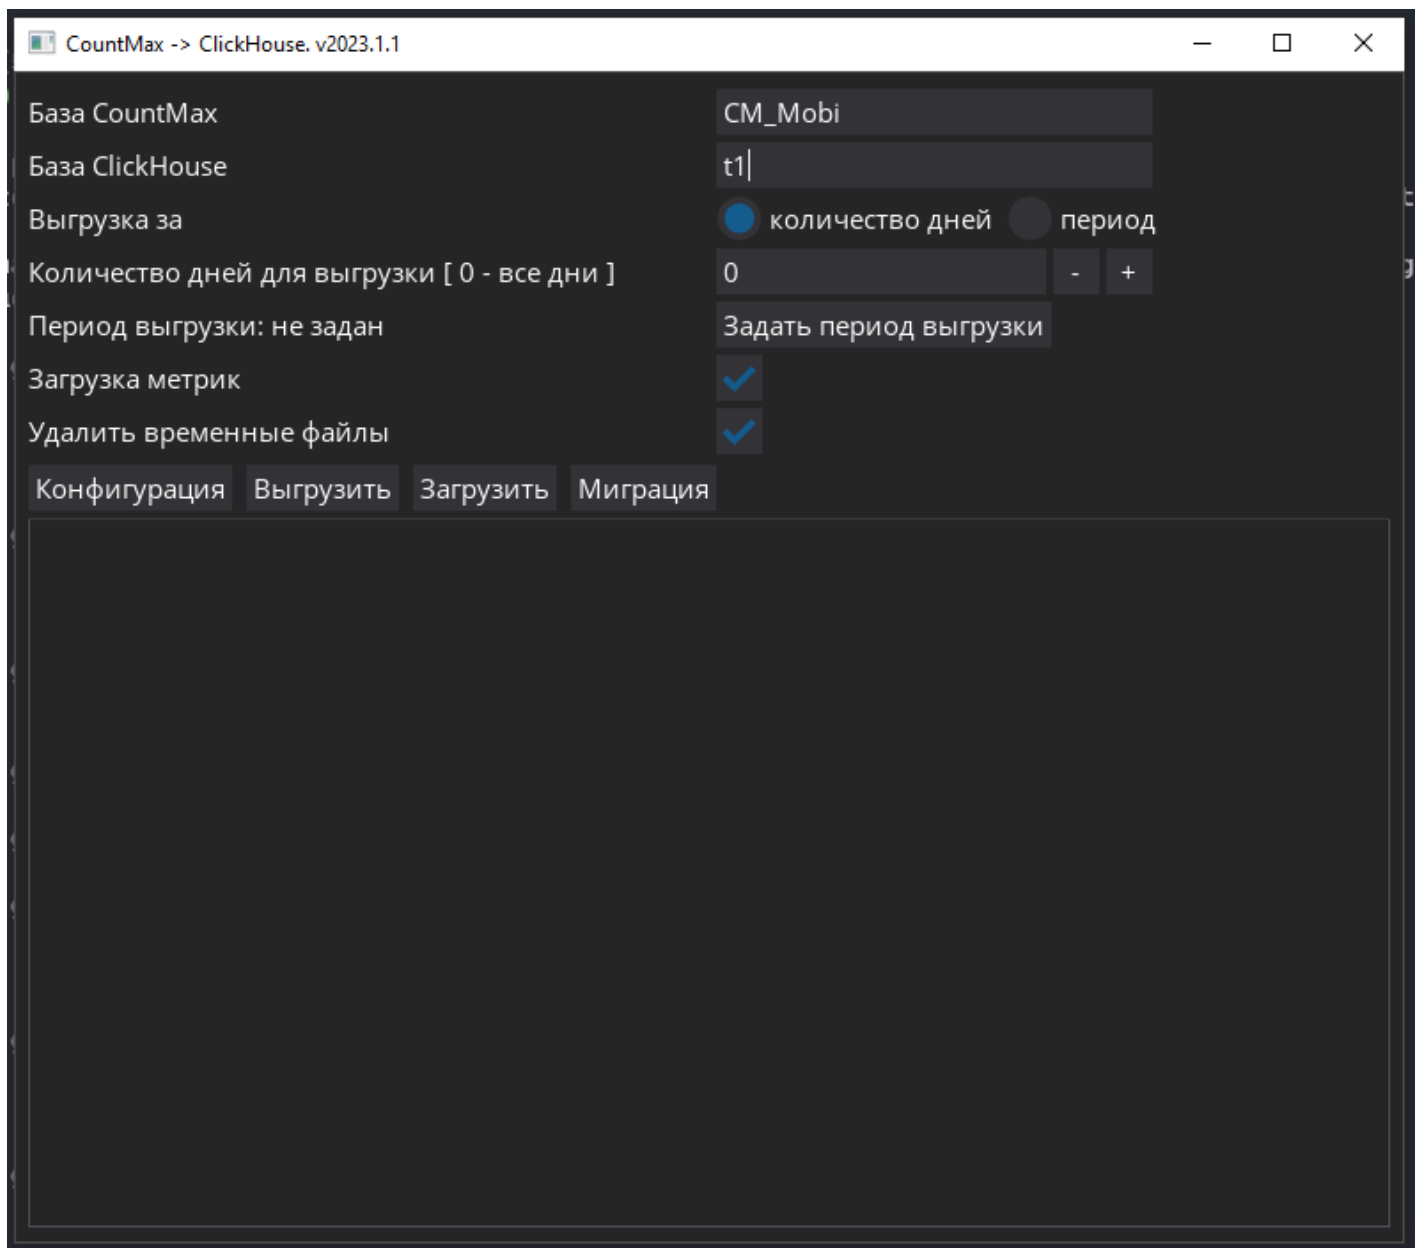 CountMax -> ClickHouse. v2023.1.1
База CountMax CM_Mobi
База ClickHouse t1
Выгрузка за количество дней период
Количество дней для выгрузки [ 0 - все дни ] 0 - +
Период выгрузки: не задан Задать период выгрузки
Загрузка метрик
Удалить временные файлы
Конфигурация Выгрузить Загрузить Миграция